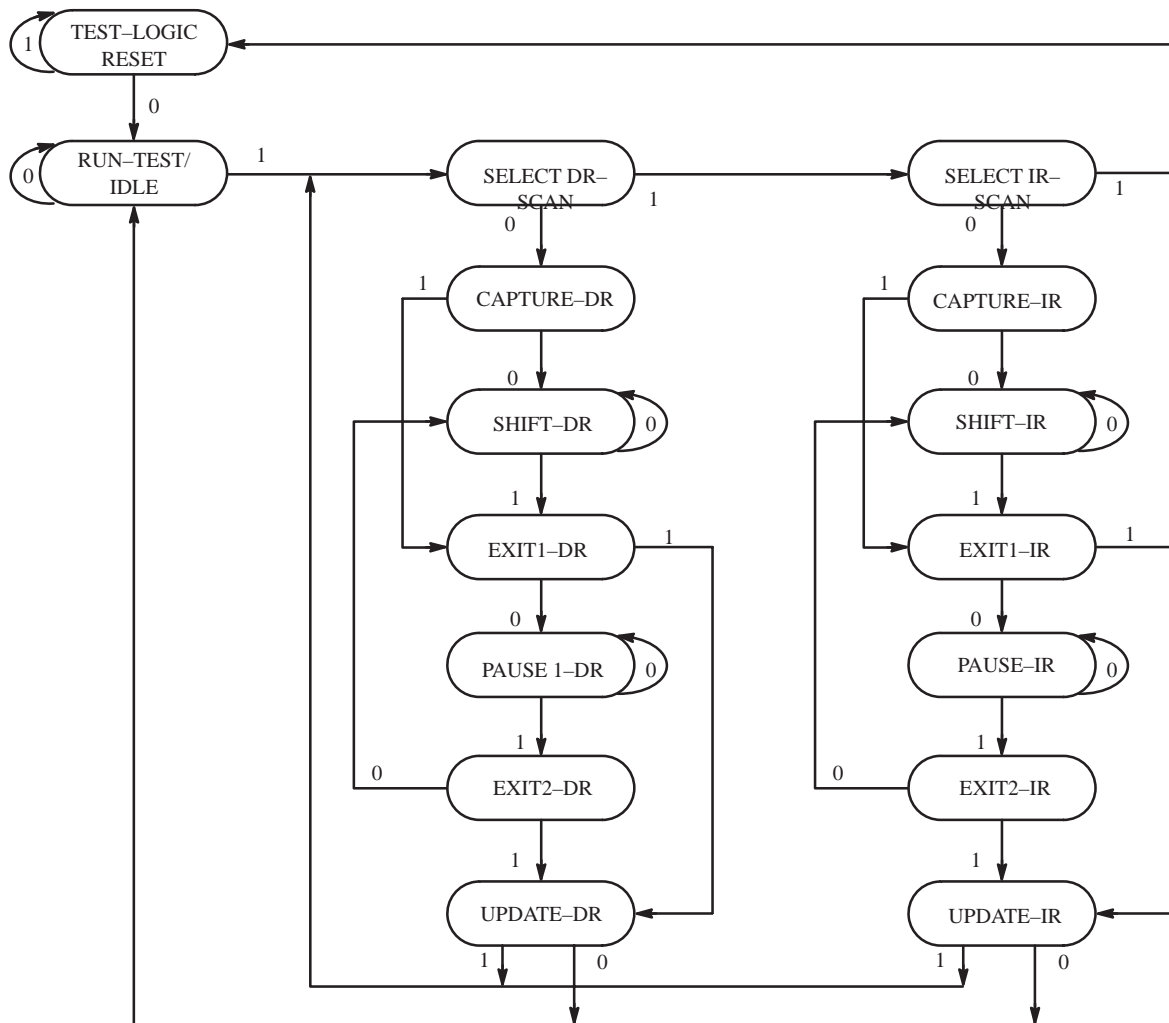 TEST–LOGIC
RESET
1
0
RUN–TEST/
IDLE
0
1
SELECT DR–
SCAN
1
0
SELECT IR–
SCAN
1
0
CAPTURE–DR
1
0
CAPTURE–IR
1
0
SHIFT–DR
0
1
SHIFT–IR
0
1
EXIT1–DR
1
0
EXIT1–IR
1
0
PAUSE 1–DR
0
1
PAUSE–IR
0
1
EXIT2–DR
0
1
EXIT2–IR
0
1
UPDATE–DR
1
0
UPDATE–IR
1
0